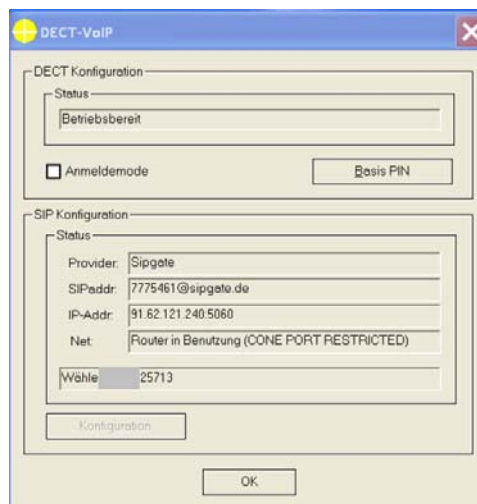 DECT-VoIP
DECT Konfiguration
Status
Betriebsbereit
Anmeldemode
Basis PIN
SIP Konfiguration
Status
Provider: Sipgate
SIPaddr: 7775461@sipgate.de
IP-Addr: 91.62.121.240:5060
Net: Router in Benutzung (CONE PORT RESTRICTED)
Wähle 25713
Konfiguration
OK